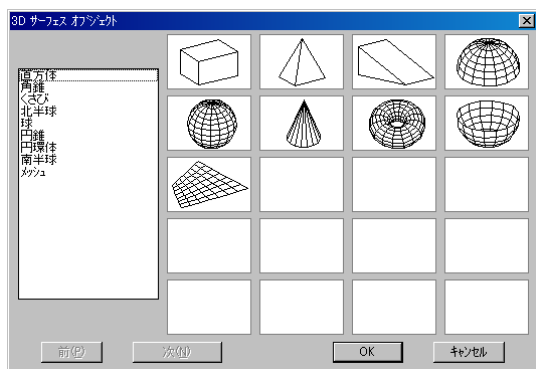 3D サーフェス オブジェクト
直方体
角錐
くさび
北半球
球
円錐
円環体
南半球
メッシュ
前(P)
次(N)
OK
キャンセル